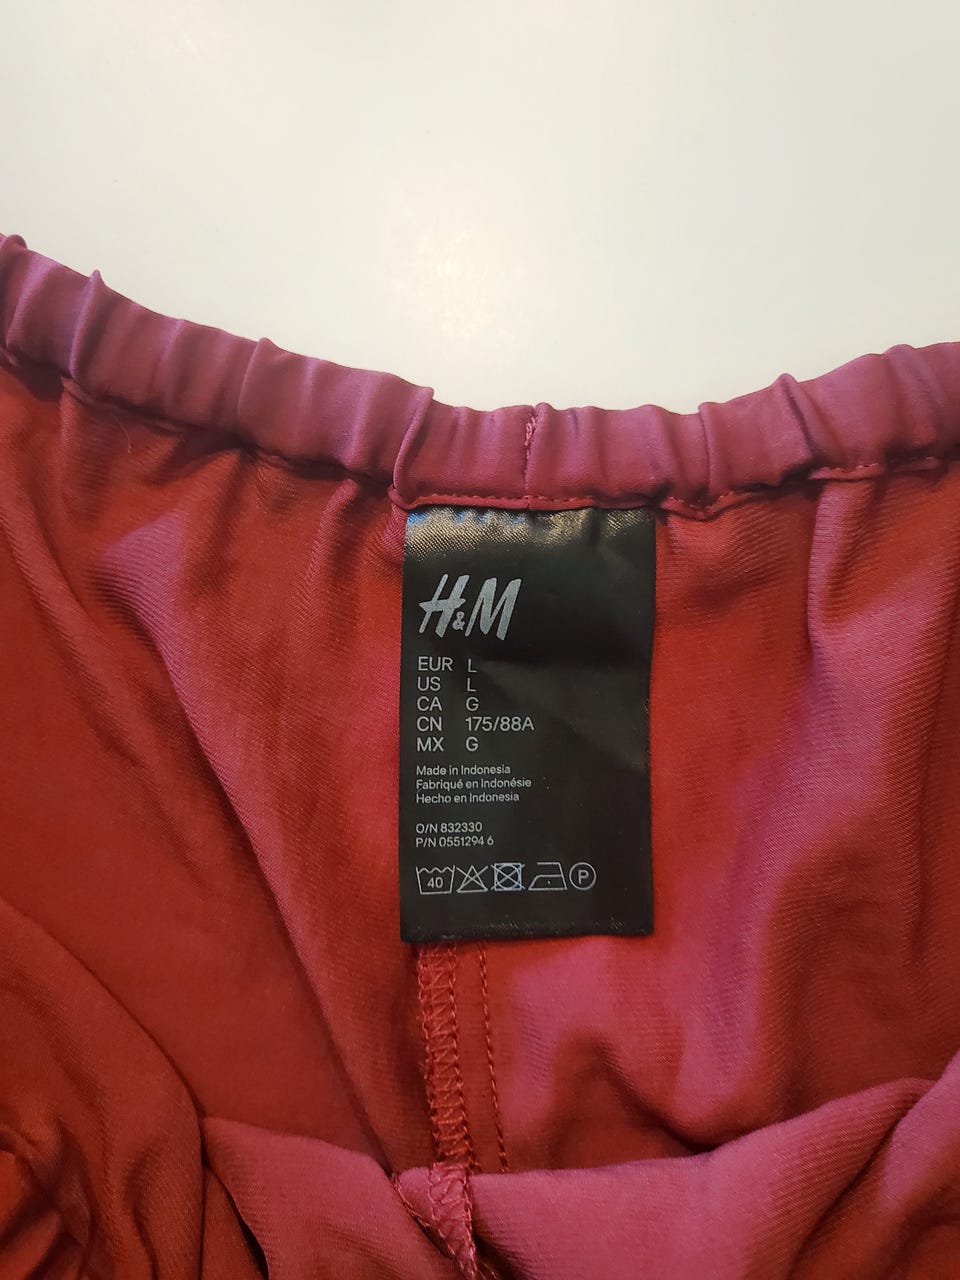 H&M
EUR L
US L
CA G
CN 175/88A
MX G
Made in Indonesia
Fabriqué en Indonésie
Hecho en Indonesia
O/N 832330
P/N 0551294 6
40 P